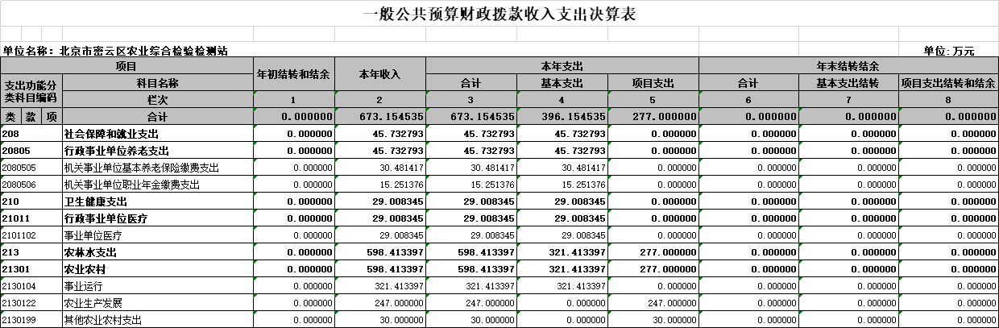 一般公共预算财政拨款收入支出决算表
单位名称：北京市密云区农业综合检验检测站 单位:万元
项目 年初结转和结余 本年收入 本年支出 年末结转结余
支出功能分类科目编码 科目名称 合计 基本支出 项目支出 合计 基本支出结转 项目支出结转和结余
栏次 1 2 3 4 5 6 7 8
类 款 项 合计 0.000000 673.154535 673.154535 396.154535 277.000000 0.000000 0.000000 0.000000
208 社会保障和就业支出 0.000000 45.732793 45.732793 45.732793 0.000000 0.000000 0.000000 0.000000
20805 行政事业单位养老支出 0.000000 45.732793 45.732793 45.732793 0.000000 0.000000 0.000000 0.000000
2080505 机关事业单位基本养老保险缴费支出 0.000000 30.481417 30.481417 30.481417 0.000000 0.000000 0.000000 0.000000
2080506 机关事业单位职业年金缴费支出 0.000000 15.251376 15.251376 15.251376 0.000000 0.000000 0.000000 0.000000
210 卫生健康支出 0.000000 29.008345 29.008345 29.008345 0.000000 0.000000 0.000000 0.000000
21011 行政事业单位医疗 0.000000 29.008345 29.008345 29.008345 0.000000 0.000000 0.000000 0.000000
2101102 事业单位医疗 0.000000 29.008345 29.008345 29.008345 0.000000 0.000000 0.000000 0.000000
213 农林水支出 0.000000 598.413397 598.413397 321.413397 277.000000 0.000000 0.000000 0.000000
21301 农业农村 0.000000 598.413397 598.413397 321.413397 277.000000 0.000000 0.000000 0.000000
2130104 事业运行 0.000000 321.413397 321.413397 321.413397 0.000000 0.000000 0.000000 0.000000
2130122 农业生产发展 0.000000 247.000000 247.000000 0.000000 247.000000 0.000000 0.000000 0.000000
2130199 其他农业农村支出 0.000000 30.000000 30.000000 0.000000 30.000000 0.000000 0.000000 0.000000